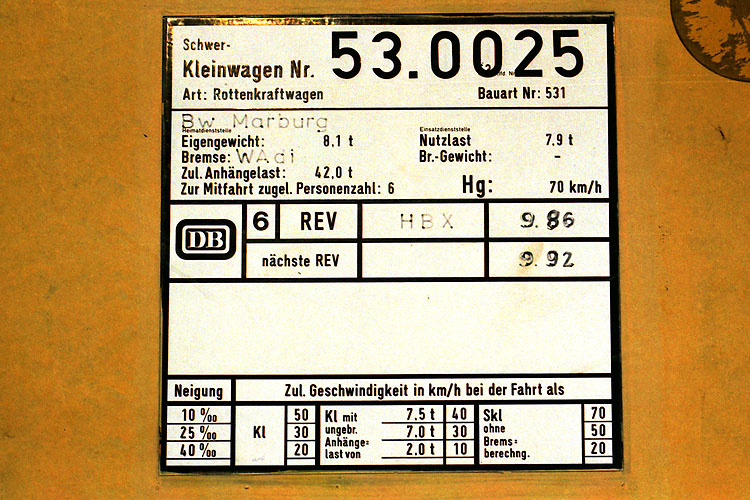 Schwer-
Kleinwagen Nr. 53.0025
Art: Rottenkraftwagen Bauart Nr: 531
Bw Marburg
Heimatdienststelle Einsatzdienststelle
Eigengewicht: 8,1 t Nutzlast 7,9 t
Bremse: WAdi Br.-Gewicht: -
Zul. Anhängelast: 42,0 t
Zur Mitfahrt zugel. Personenzahl: 6 Hg: 70 km/h
DB 6 REV HBX 9.86
nächste REV 9.92
Neigung Zul. Geschwindigkeit in km/h bei der Fahrt als
10 ‰ Kl 50 Kl mit 7.5 t 40 Skl 70
25 ‰ 30 ungebr. 7.0 t 30 ohne 50
Anhänge= Brems=
40 ‰ 20 last von 2.0 t 10 berechng. 20